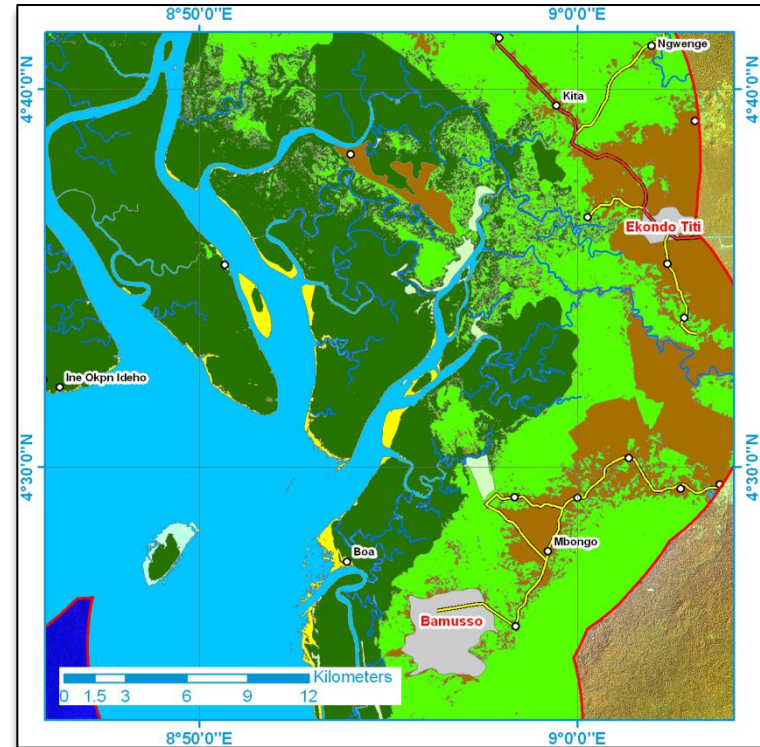 8°50'0"E
9°0'0"E
4°40'0"N
4°40'0"N
Ngwenge
Kita
Ekondo Titi
Ine Okpn Ideho
4°30'0"N
4°30'0"N
Boa
Mbongo
Bamusso
Kilometers
0 1.5 3 6 9 12
8°50'0"E
9°0'0"E